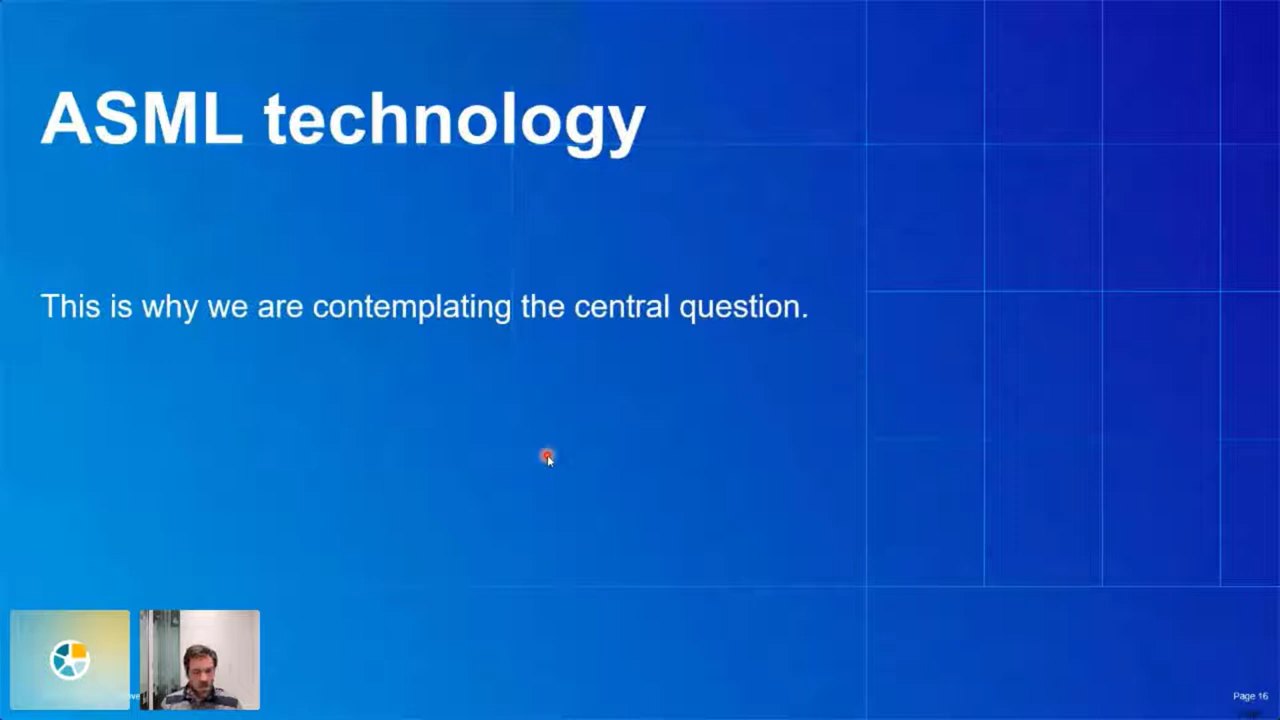 ASML technology
This is why we are contemplating the central question.
Page 16